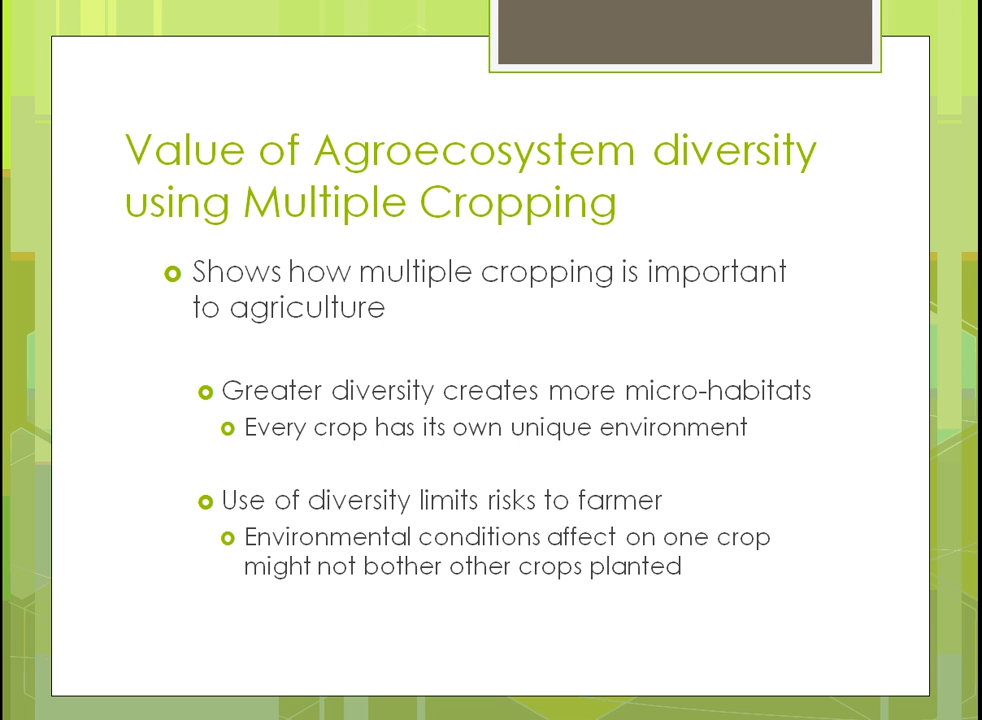 Value of Agroecosystem diversity
using Multiple Cropping
Shows how multiple cropping is important
to agriculture
Greater diversity creates more micro-habitats
Every crop has its own unique environment
Use of diversity limits risks to farmer
Environmental conditions affect on one crop
might not bother other crops planted